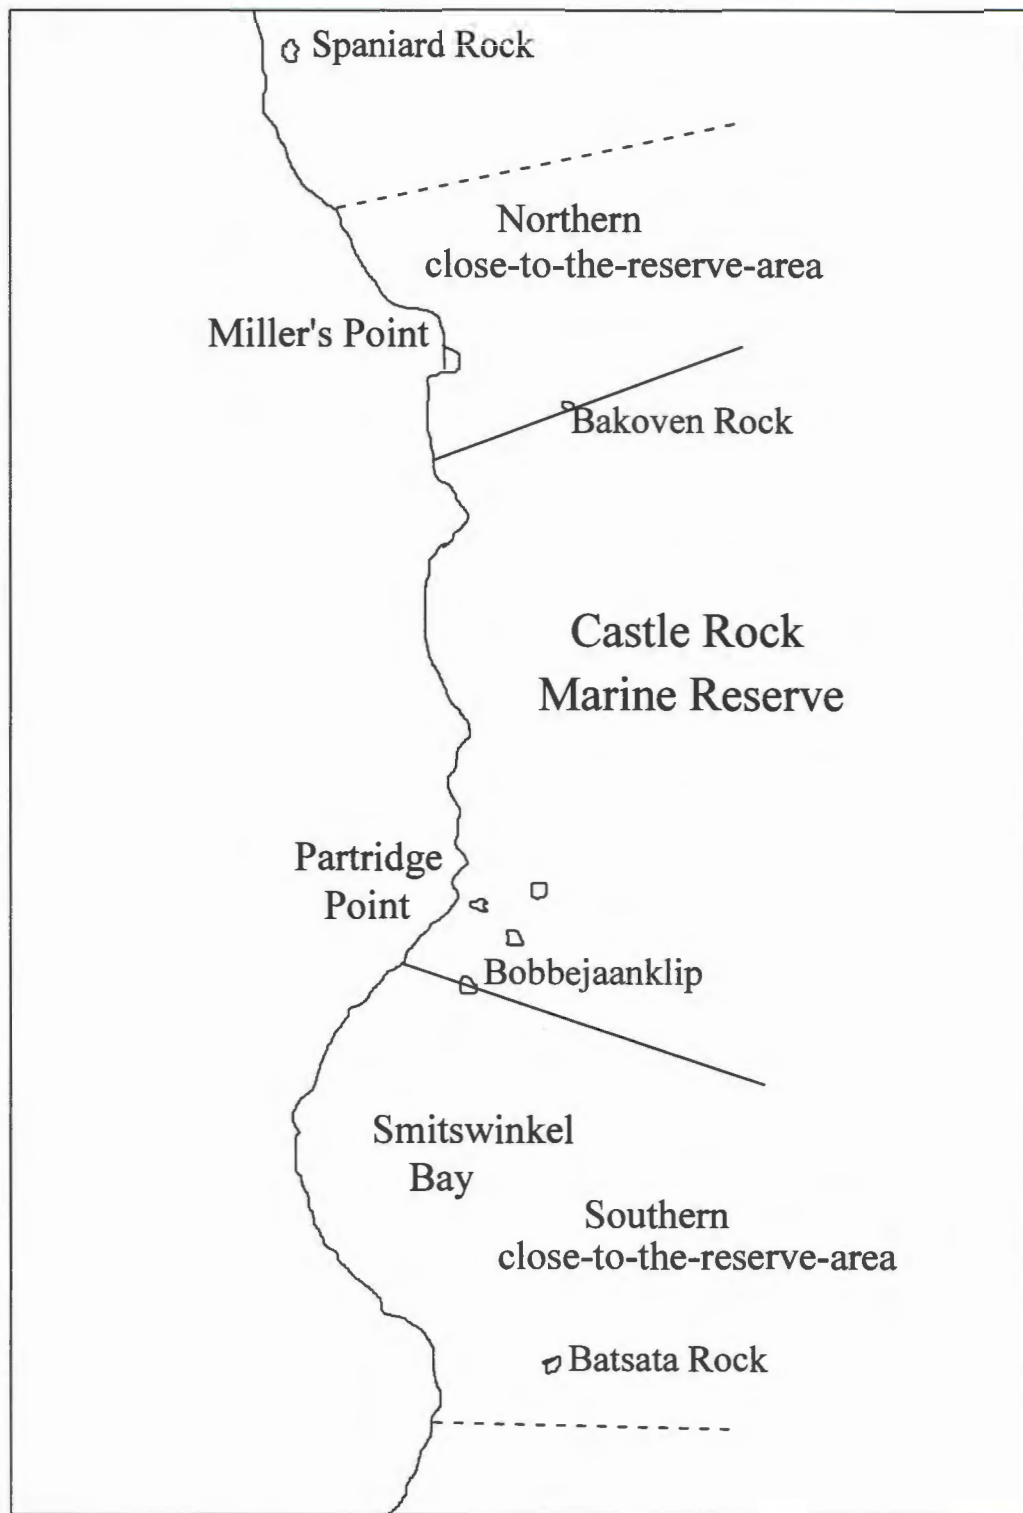 Spaniard Rock
Northern
close-to-the-reserve-area
Miller's Point
Bakoven Rock
Castle Rock
Marine Reserve
Partridge
Point
Bobbejaanklip
Smitswinkel
Bay
Southern
close-to-the-reserve-area
Batsata Rock